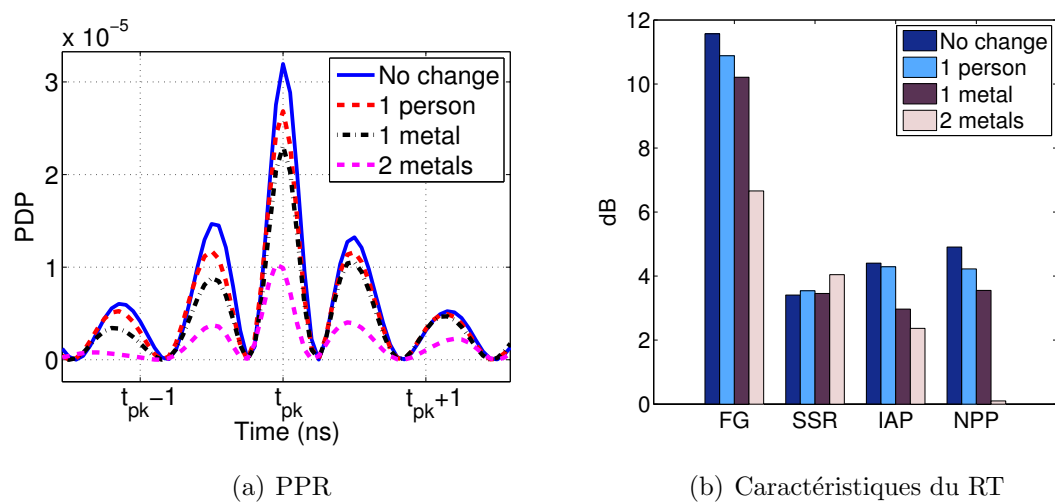 x 10⁻⁵
3
2
1
0
PDP
No change
1 person
1 metal
2 metals
t_pk−1
t_pk
t_pk+1
Time (ns)
(a) PPR
12
10
8
6
4
2
0
dB
No change
1 person
1 metal
2 metals
FG
SSR
IAP
NPP
(b) Caractéristiques du RT